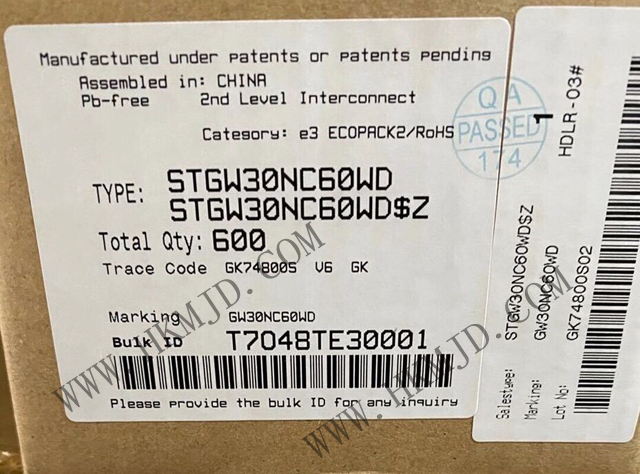 Manufactured under patents or patents pending
Assembled in: CHINA
Pb-free 2nd Level Interconnect
Category: e3 ECOPACK2/RoHS
QA
PASSED
174
TYPE: STGW30NC60WD
STGW30NC60WD$Z
Total Qty: 600
Trace Code GK74800S V6 GK
Marking GW30NC60WD
Bulk ID T7048TE30001
Please provide the bulk ID for any inquiry
1
HDLR-03#
Salestype: STGW30NC60WD$Z
Marking: GW30NC60WD
Lot No: GK74800S02
WWW.HKMJD.COM
WWW.HKMJD.COM